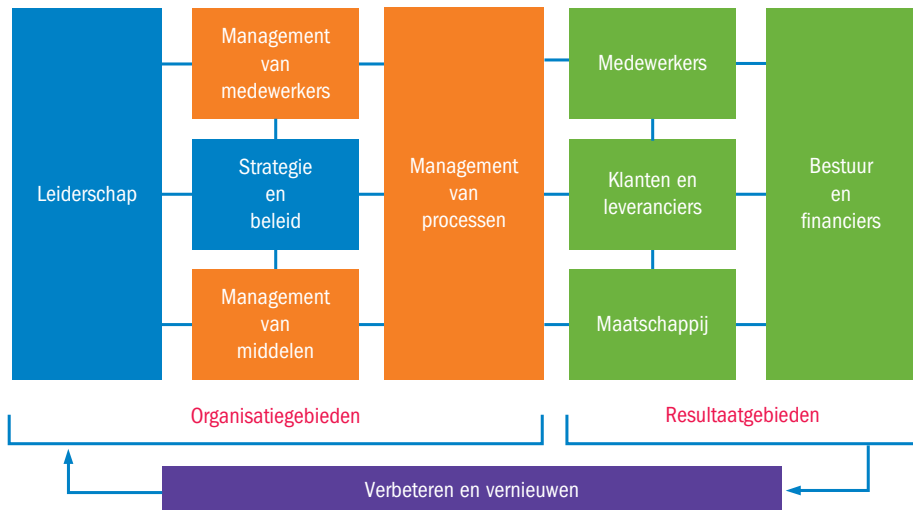 Leiderschap
Management
van
medewerkers
Strategie
en
beleid
Management
van
middelen
Management
van
processen
Medewerkers
Klanten en
leveranciers
Maatschappij
Bestuur
en
financiers
Organisatiegebieden
Resultaatgebieden
Verbeteren en vernieuwen